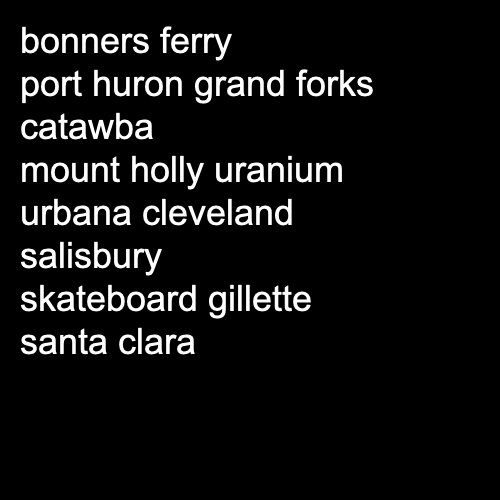 bonners ferry
port huron grand forks
catawba
mount holly uranium
urbana cleveland
salisbury
skateboard gillette
santa clara